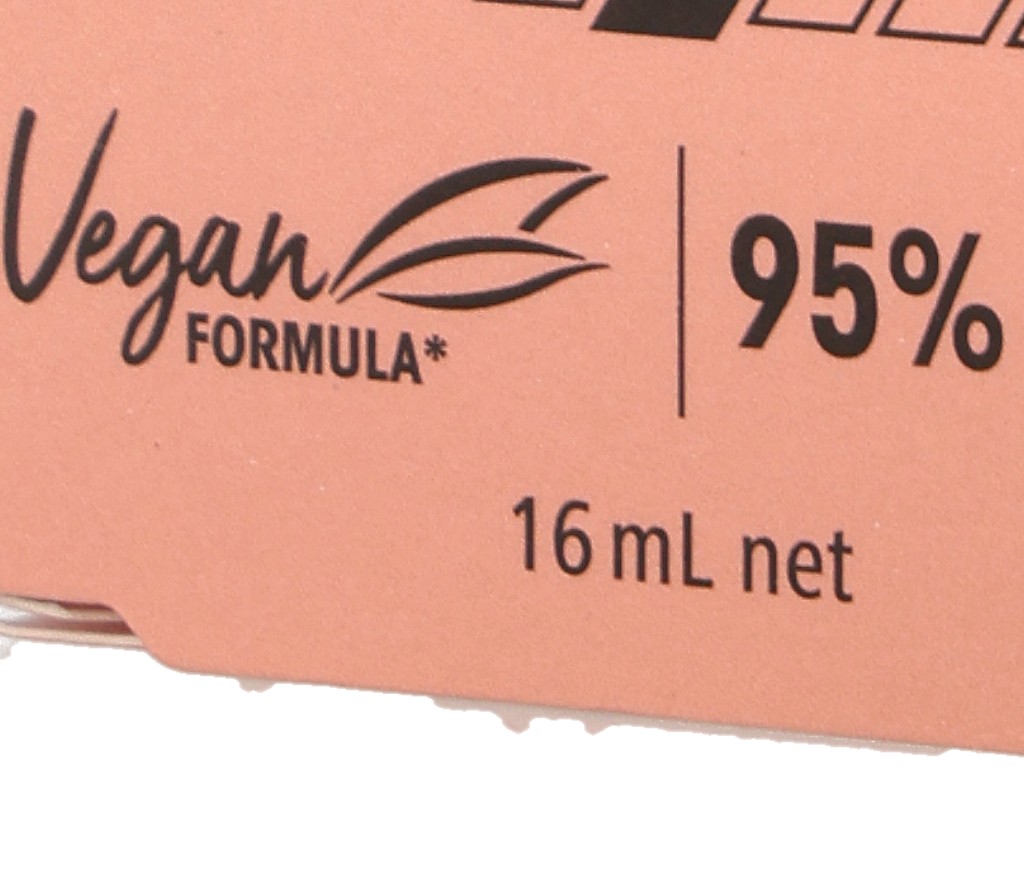 Vegan
FORMULA*
95%
16 mL net